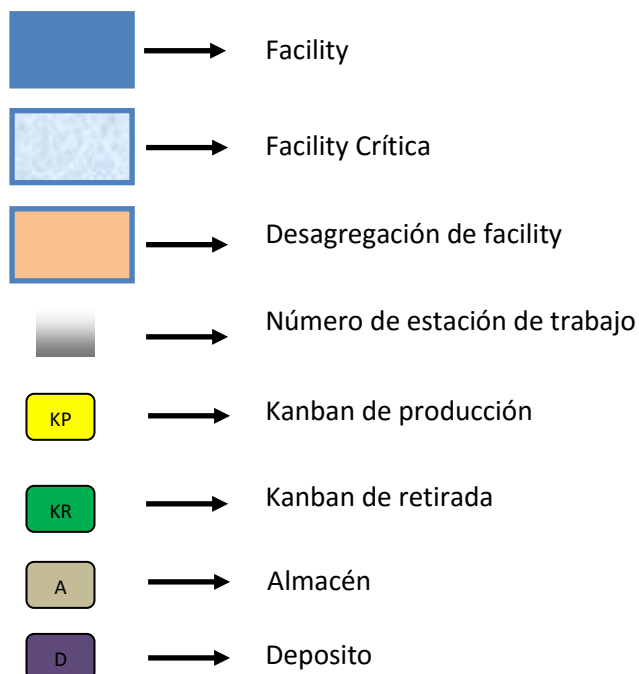 Facility
Facility Crítica
Desagregación de facility
Número de estación de trabajo
KP Kanban de producción
KR Kanban de retirada
A Almacén
D Deposito